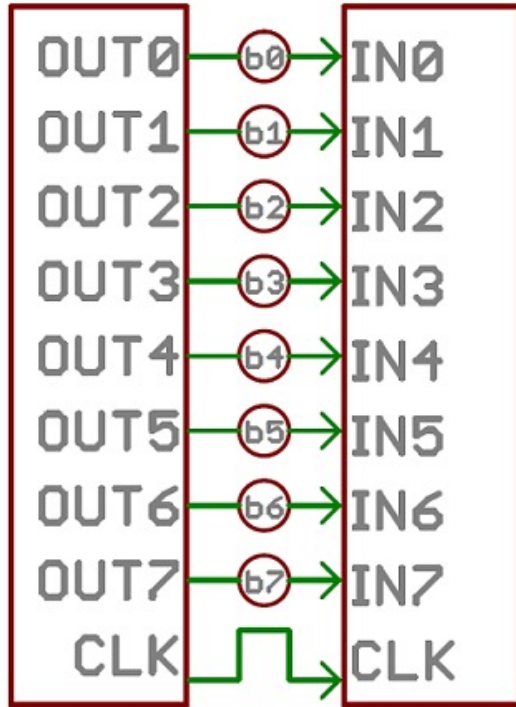 OUT0 b0 IN0
OUT1 b1 IN1
OUT2 b2 IN2
OUT3 b3 IN3
OUT4 b4 IN4
OUT5 b5 IN5
OUT6 b6 IN6
OUT7 b7 IN7
CLK CLK